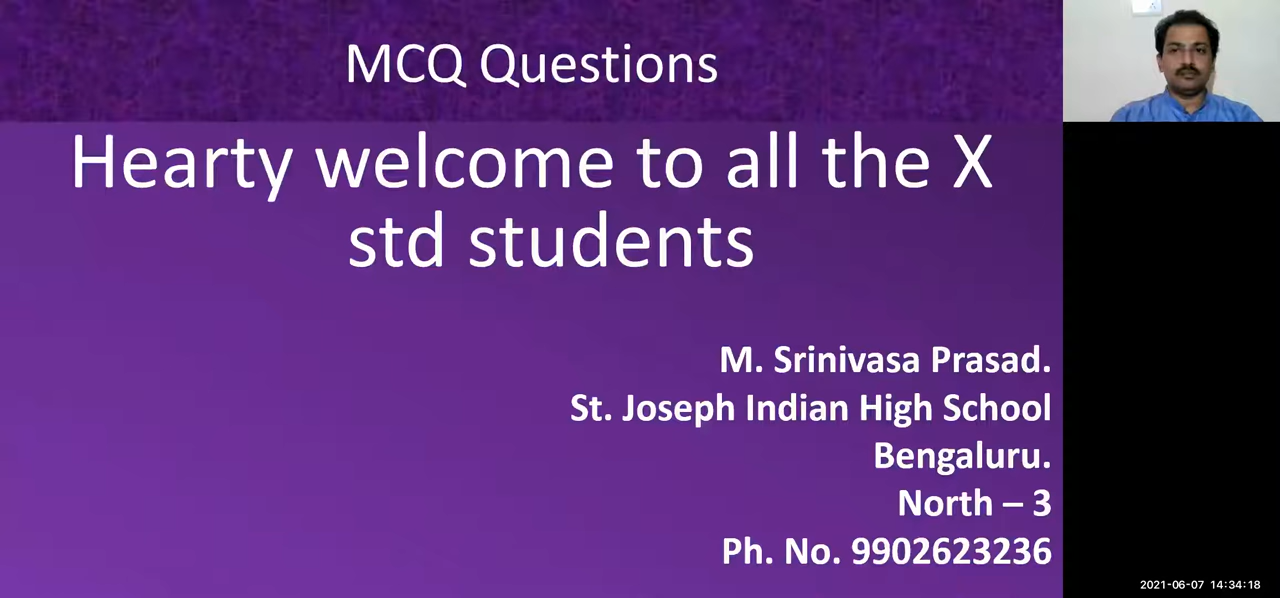 MCQ Questions
Hearty welcome to all the X
std students
M. Srinivasa Prasad.
St. Joseph Indian High School
Bengaluru.
North – 3
Ph. No. 9902623236
2021-06-07 14:34:18